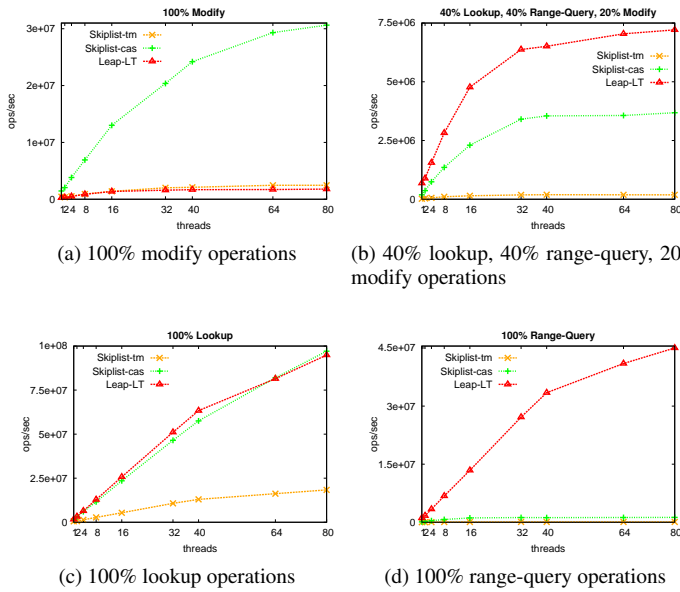 100% Modify
3e+07
2e+07
1e+07
0
ops/sec
Skiplist-tm
Skiplist-cas
Leap-LT
1 2 4 8 16 32 40 64 80
threads
(a) 100% modify operations
40% Lookup, 40% Range-Query, 20% Modify
7.5e+06
5e+06
2.5e+06
0
ops/sec
Skiplist-tm
Skiplist-cas
Leap-LT
1 2 4 8 16 32 40 64 80
threads
(b) 40% lookup, 40% range-query, 20
modify operations
100% Lookup
1e+08
7.5e+07
5e+07
2.5e+07
0
ops/sec
Skiplist-tm
Skiplist-cas
Leap-LT
1 2 4 8 16 32 40 64 80
threads
(c) 100% lookup operations
100% Range-Query
4.5e+07
3e+07
1.5e+07
0
ops/sec
Skiplist-tm
Skiplist-cas
Leap-LT
1 2 4 8 16 32 40 64 80
threads
(d) 100% range-query operations